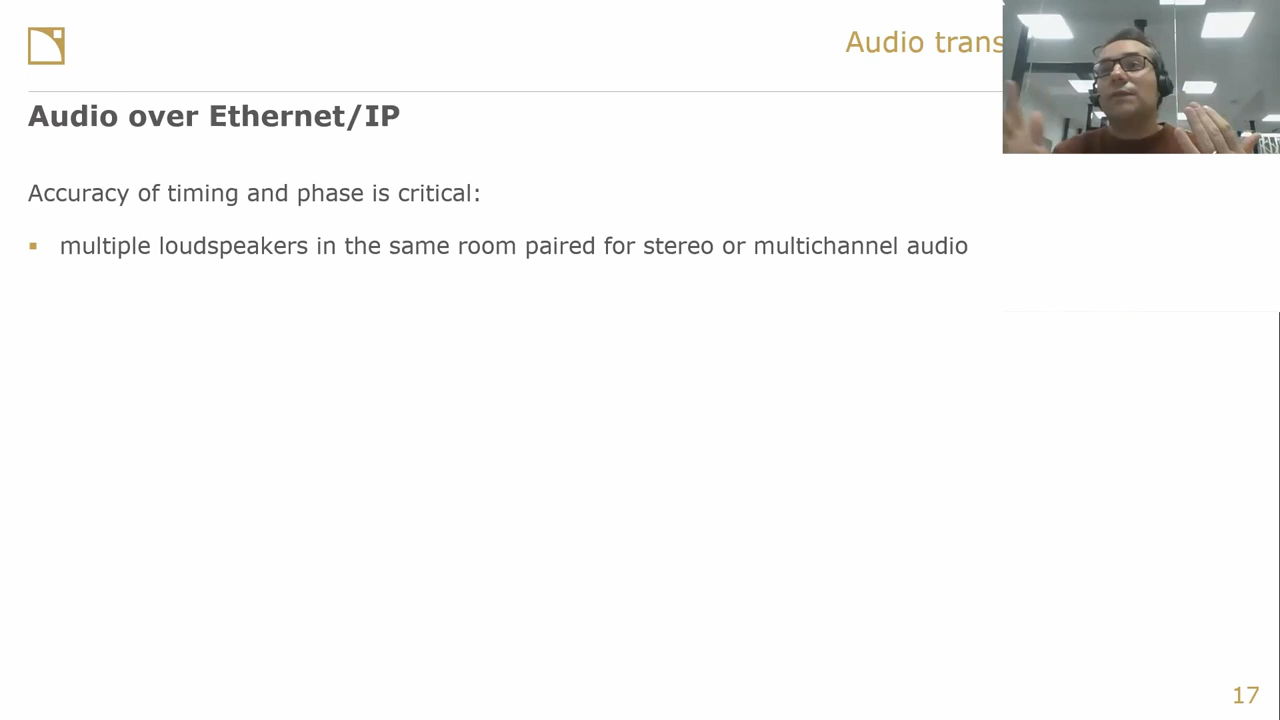 Audio trans
Audio over Ethernet/IP
Accuracy of timing and phase is critical:
multiple loudspeakers in the same room paired for stereo or multichannel audio
17